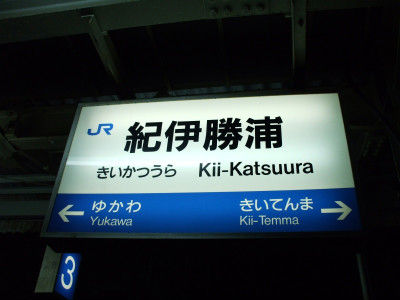 JR 紀伊勝浦
きいかつうら Kii-Katsuura
← ゆかわ きいてんま →
Yukawa Kii-Temma
3